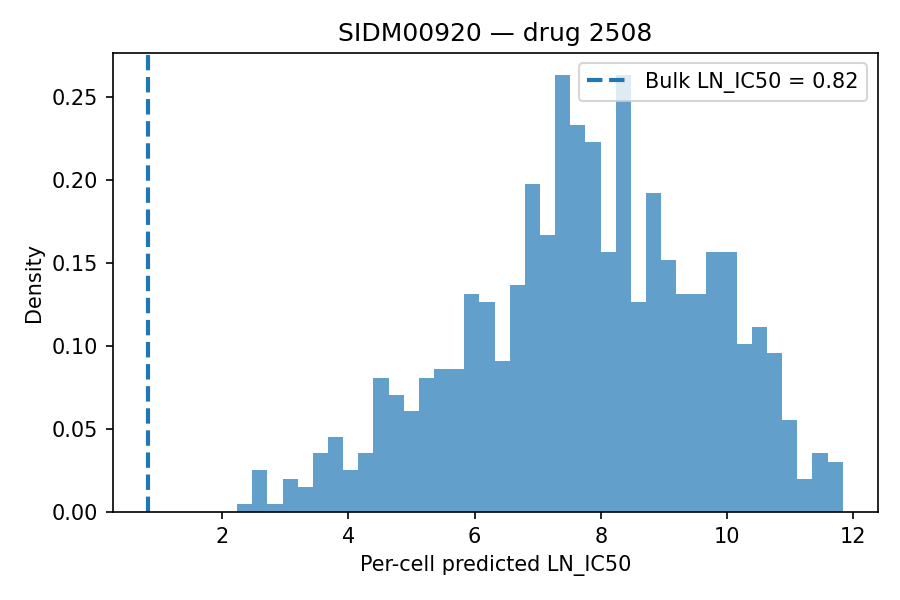 SIDM00920 — drug 2508
Bulk LN_IC50 = 0.82
Density
0.25
0.20
0.15
0.10
0.05
0.00
2 4 6 8 10 12
Per-cell predicted LN_IC50